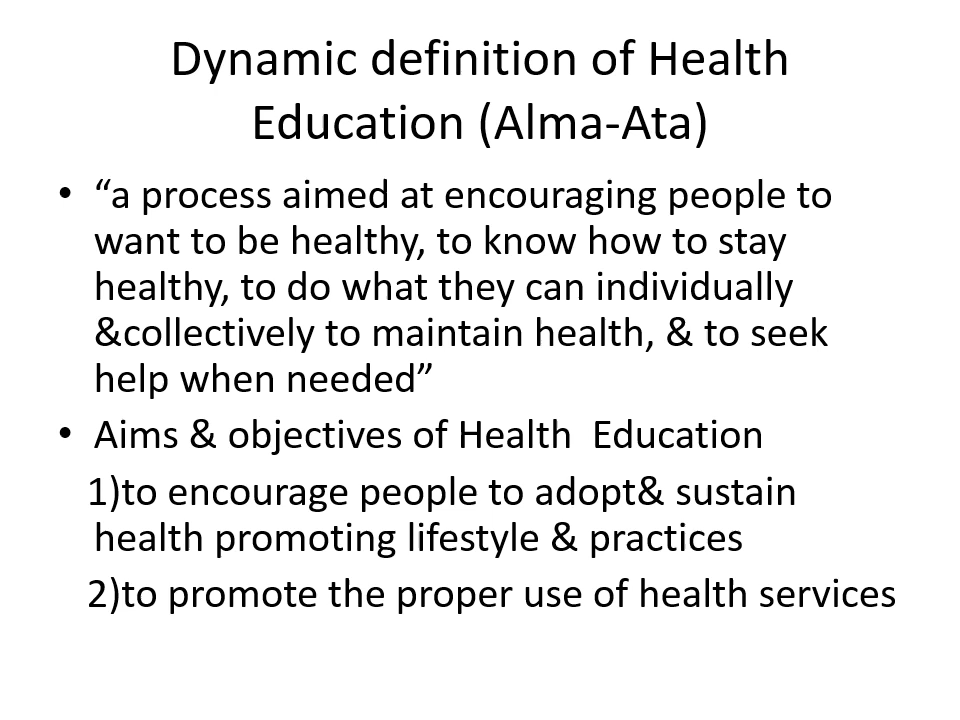 Dynamic definition of Health
Education (Alma-Ata)
• “a process aimed at encouraging people to
want to be healthy, to know how to stay
healthy, to do what they can individually
&collectively to maintain health, & to seek
help when needed”
• Aims & objectives of Health  Education
1)to encourage people to adopt& sustain
health promoting lifestyle & practices
2)to promote the proper use of health services